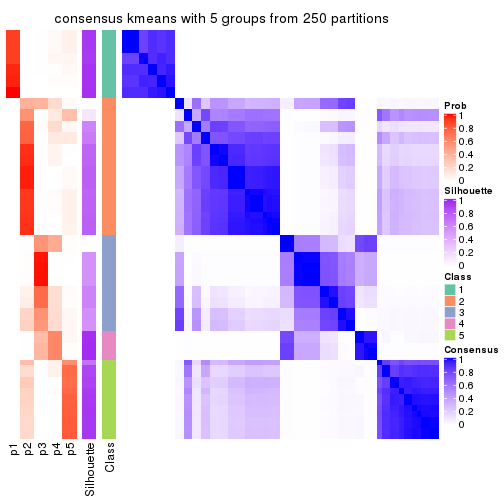 consensus kmeans with 5 groups from 250 partitions
Prob
1
0.8
0.6
0.4
0.2
0
Silhouette
1
0.8
0.6
0.4
0.2
0
Class
1
2
3
4
5
Consensus
1
0.8
0.6
0.4
0.2
0
p1
p2
p3
p4
p5
Silhouette
Class